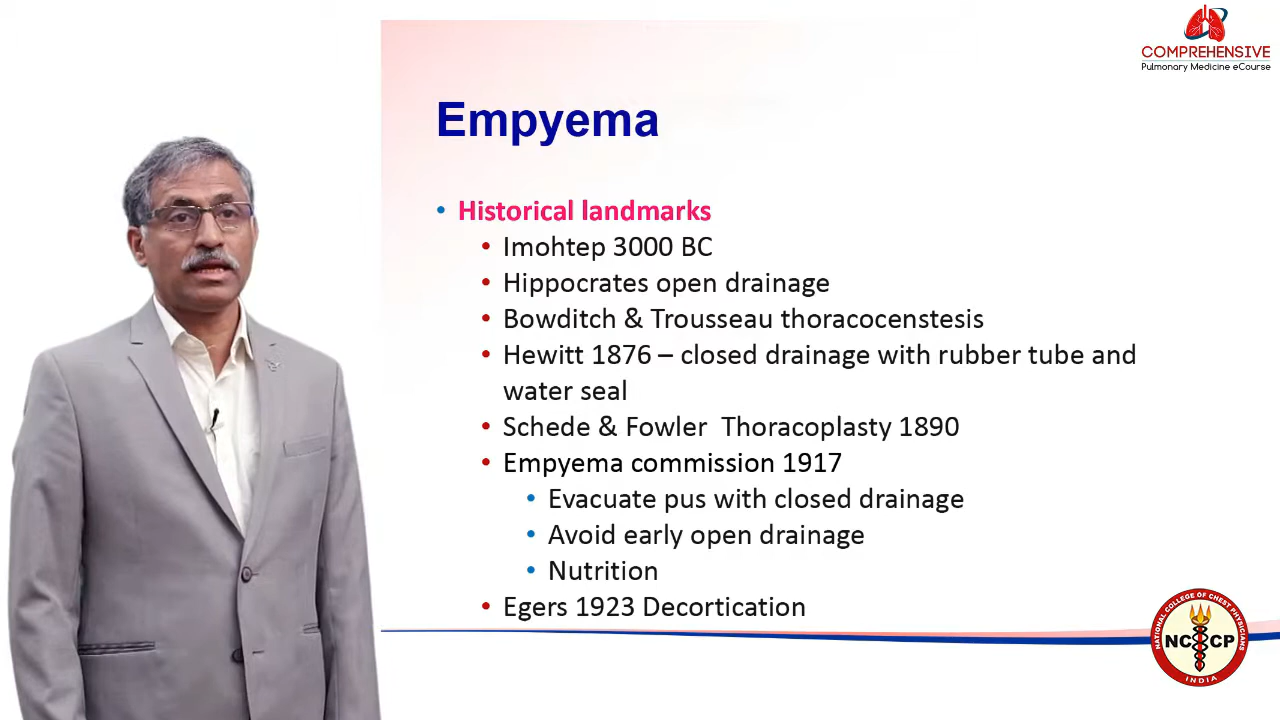 COMPREHENSIVE
Pulmonary Medicine eCourse
Empyema
• Historical landmarks
• Imohtep 3000 BC
• Hippocrates open drainage
• Bowditch & Trousseau thoracocenstesis
• Hewitt 1876 – closed drainage with rubber tube and
water seal
• Schede & Fowler  Thoracoplasty 1890
• Empyema commission 1917
• Evacuate pus with closed drainage
• Avoid early open drainage
• Nutrition
• Egers 1923 Decortication
NATIONAL COLLEGE OF CHEST PHYSICIANS
NC CP
INDIA